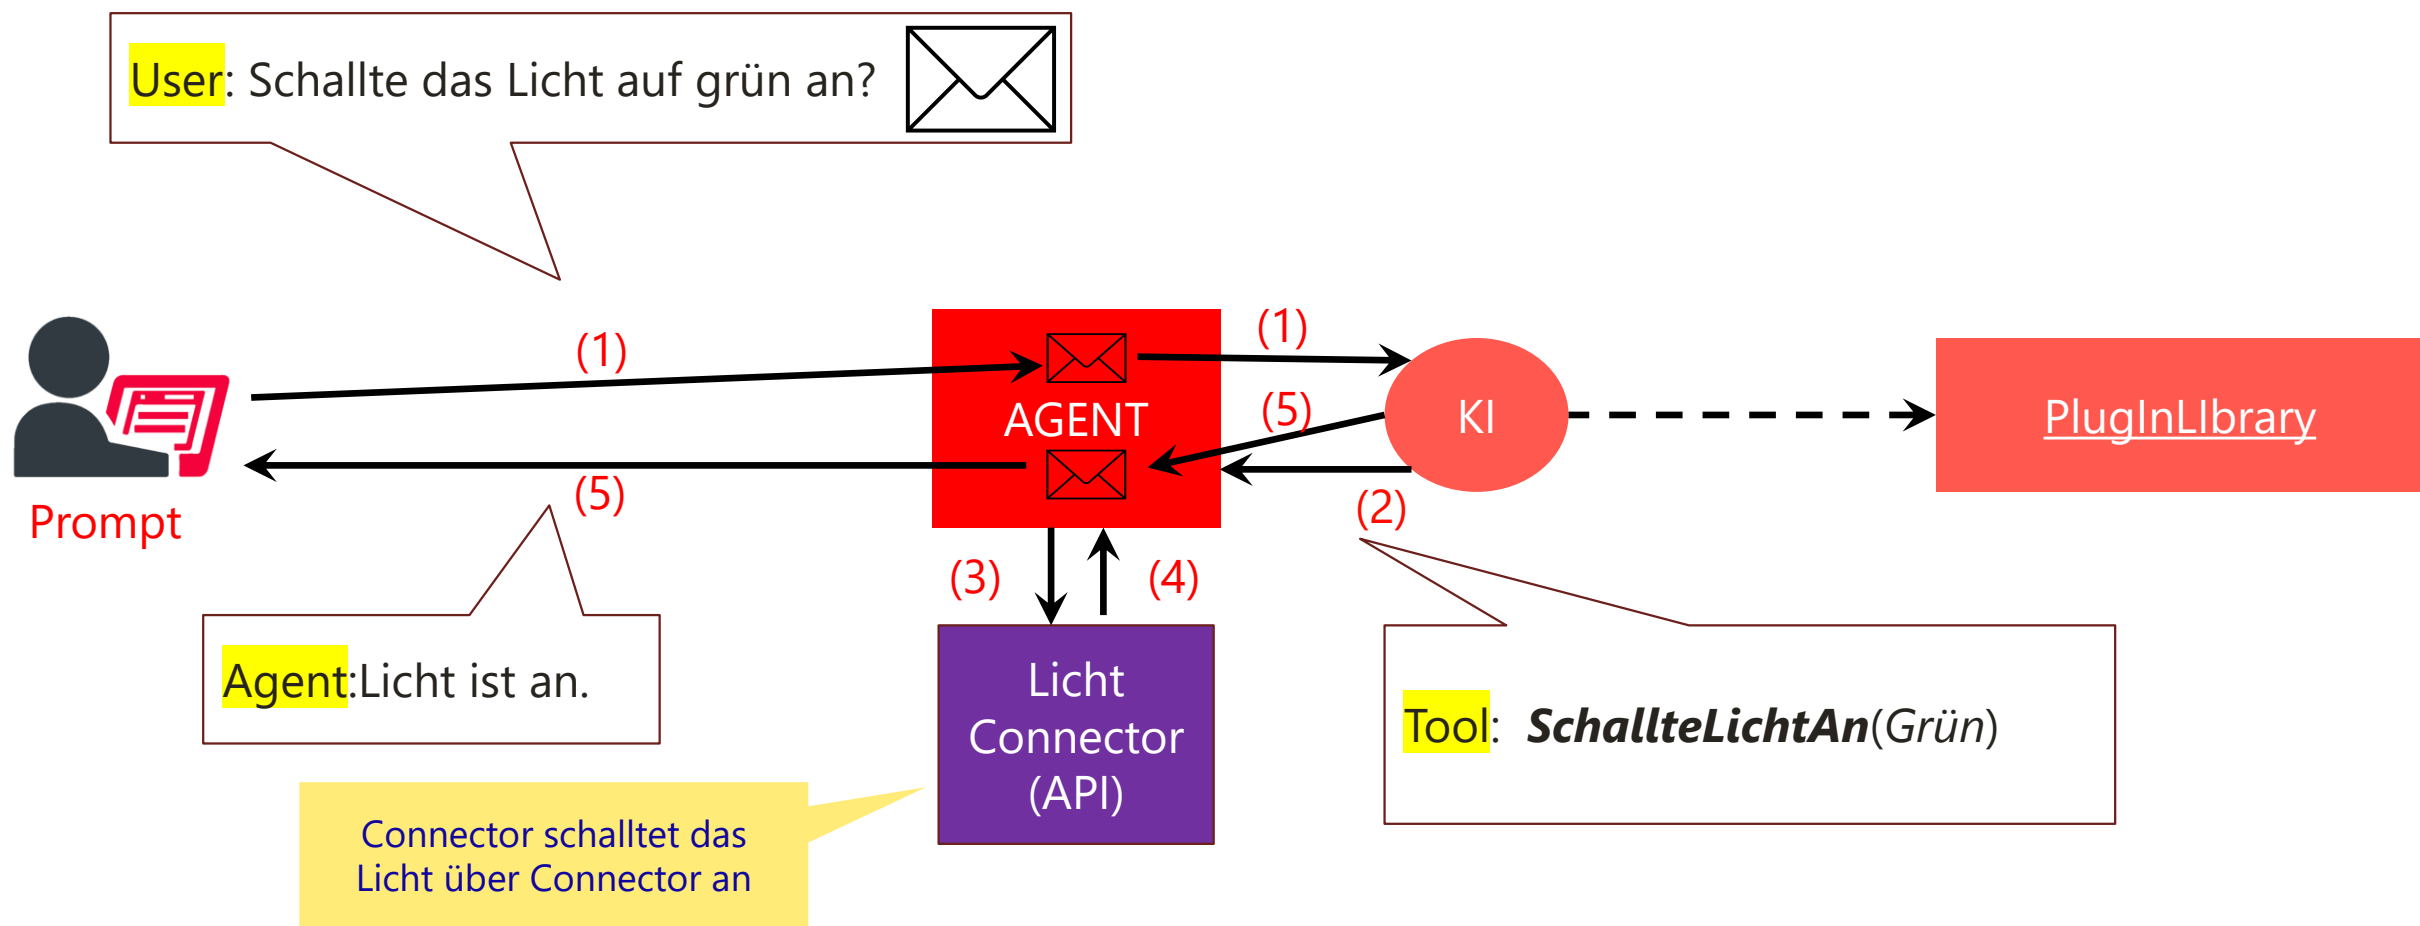 User: Schallte das Licht auf grün an?
(1)
(1)
(5)
AGENT
KI
PlugInLIbrary
(5)
(2)
Prompt
(3)
(4)
Agent:Licht ist an.
Licht
Connector
(API)
Tool: SchallteLichtAn(Grün)
Connector schalltet das
Licht über Connector an